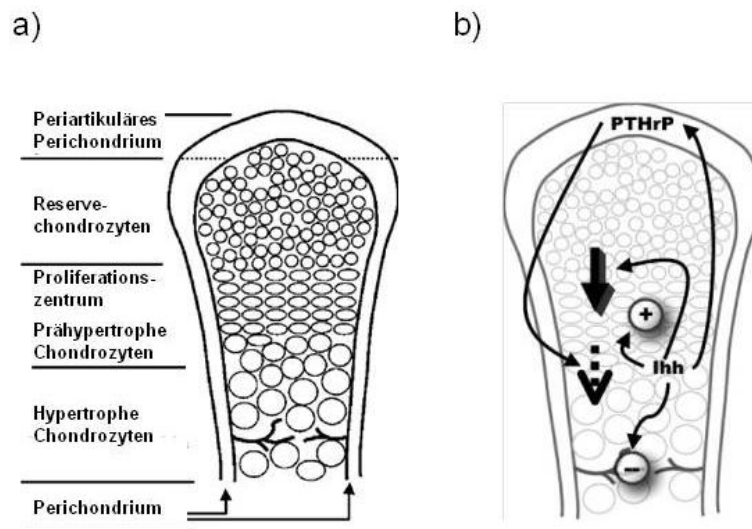 a)
Periartikuläres
Perichondrium
Reserve-
chondrozyten
Proliferations-
zentrum
Prähypertrophe
Chondrozyten
Hypertrophe
Chondrozyten
Perichondrium
b)
PTHrP
+
Ihh
--